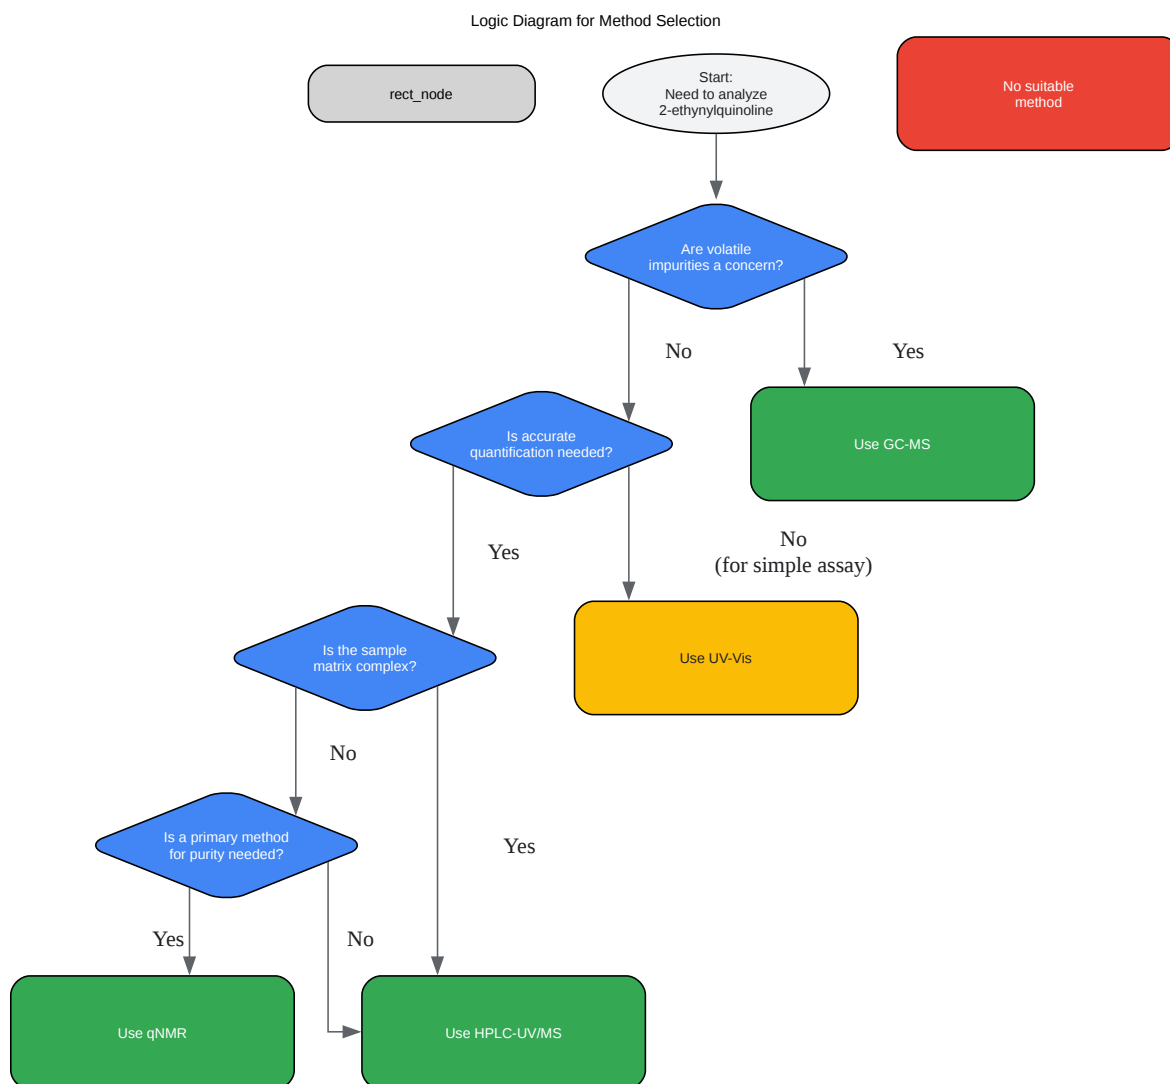 Logic Diagram for Method Selection
rect_node
Start:
Need to analyze
2-ethynylquinoline
No suitable
method
Are volatile
impurities a concern?
No
Yes
Is accurate
quantification needed?
Use GC-MS
Yes
No
(for simple assay)
Is the sample
matrix complex?
Use UV-Vis
No
Is a primary method
for purity needed?
Yes
Yes
No
Use qNMR
Use HPLC-UV/MS